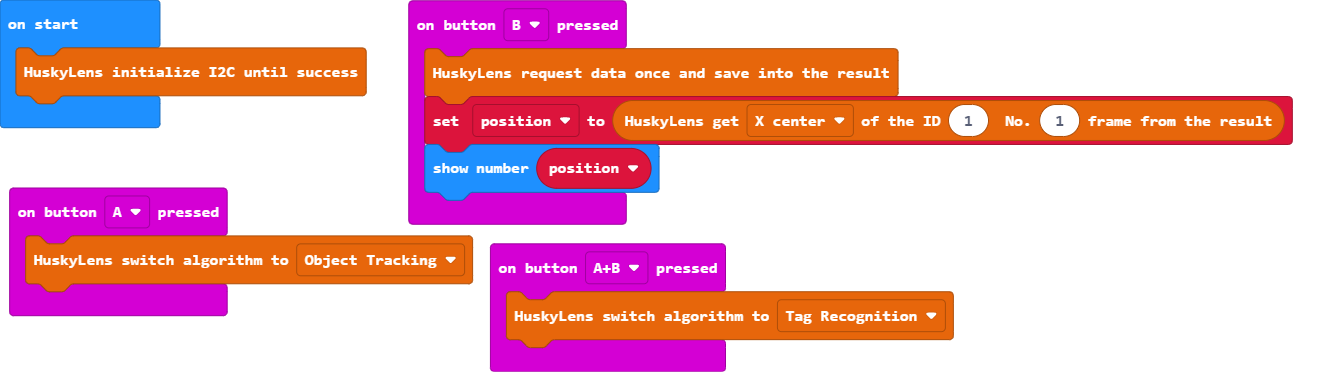 on start
HuskyLens initialize I2C until success
on button B pressed
HuskyLens request data once and save into the result
set position to HuskyLens get X center of the ID 1 No. 1 frame from the result
show number position
on button A pressed
HuskyLens switch algorithm to Object Tracking
on button A+B pressed
HuskyLens switch algorithm to Tag Recognition